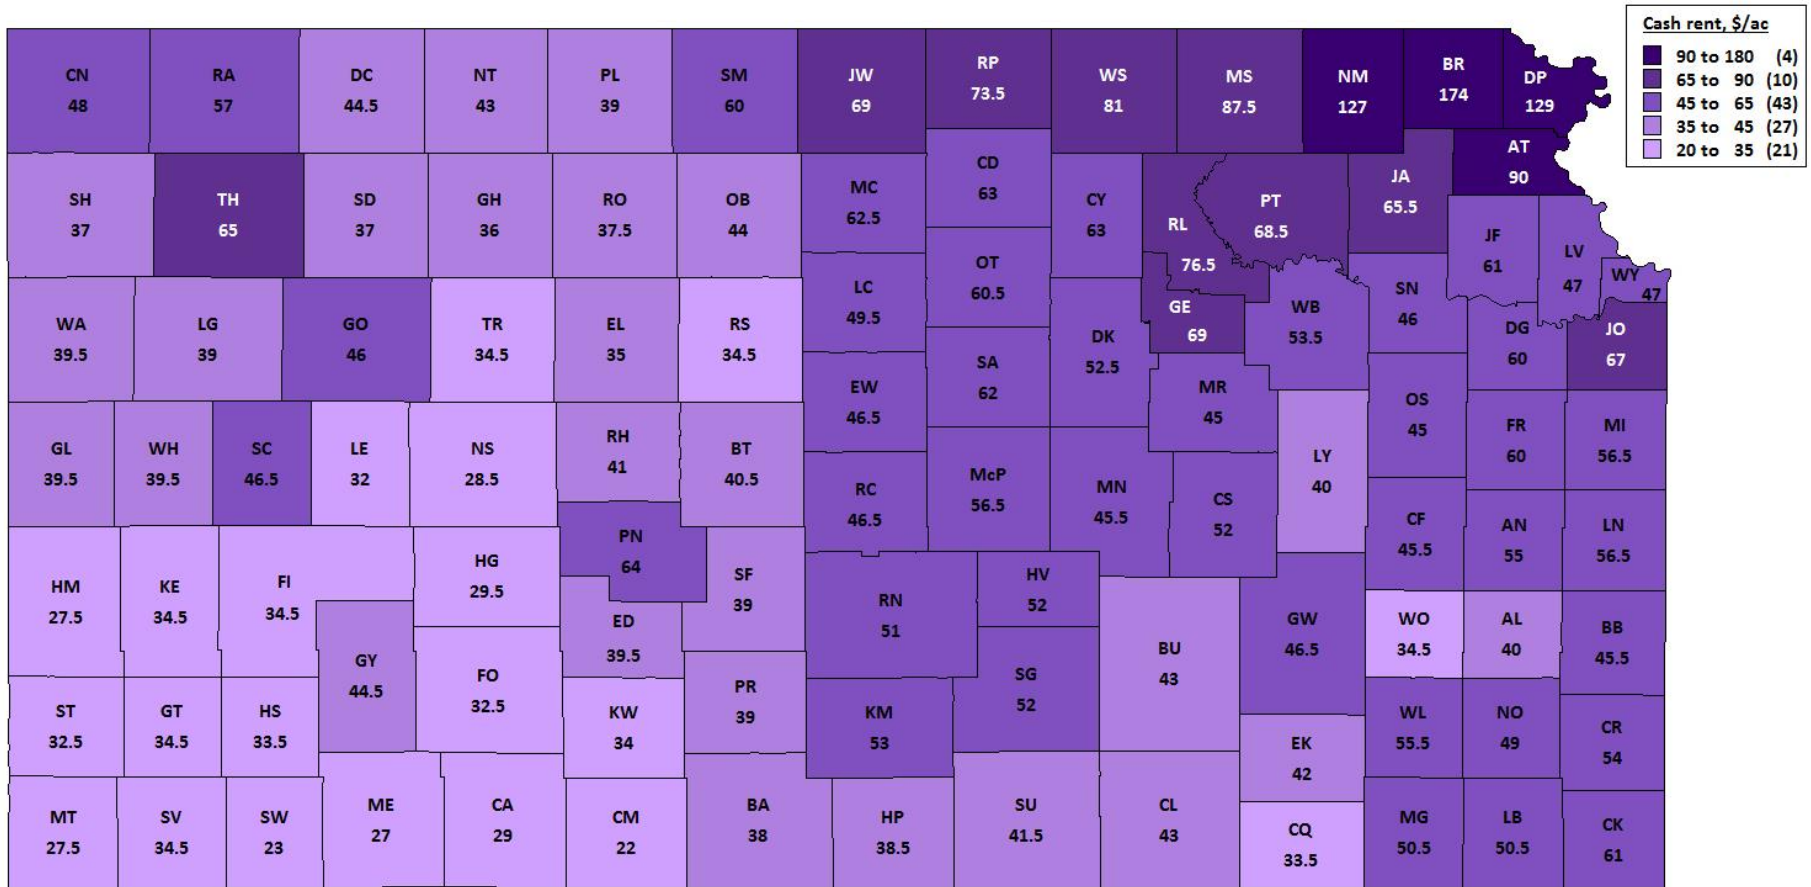 Cash rent, $/ac
90 to 180 (4)
65 to 90 (10)
45 to 65 (43)
35 to 45 (27)
20 to 35 (21)
CN
48
RA
57
DC
44.5
NT
43
PL
39
SM
60
JW
69
RP
73.5
WS
81
MS
87.5
NM
127
BR
174
DP
129
AT
90
SH
37
TH
65
SD
37
GH
36
RO
37.5
OB
44
MC
62.5
CD
63
CY
63
RL
76.5
PT
68.5
JA
65.5
JF
61
LV
47
WY
47
LC
49.5
OT
60.5
GE
69
WB
53.5
SN
46
DG
60
JO
67
WA
39.5
LG
39
GO
46
TR
34.5
EL
35
RS
34.5
EW
46.5
SA
62
DK
52.5
MR
45
OS
45
FR
60
MI
56.5
GL
39.5
WH
39.5
SC
46.5
LE
32
NS
28.5
RH
41
BT
40.5
RC
46.5
McP
56.5
MN
45.5
CS
52
LY
40
CF
45.5
AN
55
LN
56.5
HM
27.5
KE
34.5
FI
34.5
HG
29.5
PN
64
SF
39
RN
51
HV
52
BU
43
GW
46.5
WO
34.5
AL
40
BB
45.5
GY
44.5
FO
32.5
ED
39.5
PR
39
SG
52
ST
32.5
GT
34.5
HS
33.5
KW
34
KM
53
EK
42
WL
55.5
NO
49
CR
54
MT
27.5
SV
34.5
SW
23
ME
27
CA
29
CM
22
BA
38
HP
38.5
SU
41.5
CL
43
CQ
33.5
MG
50.5
LB
50.5
CK
61